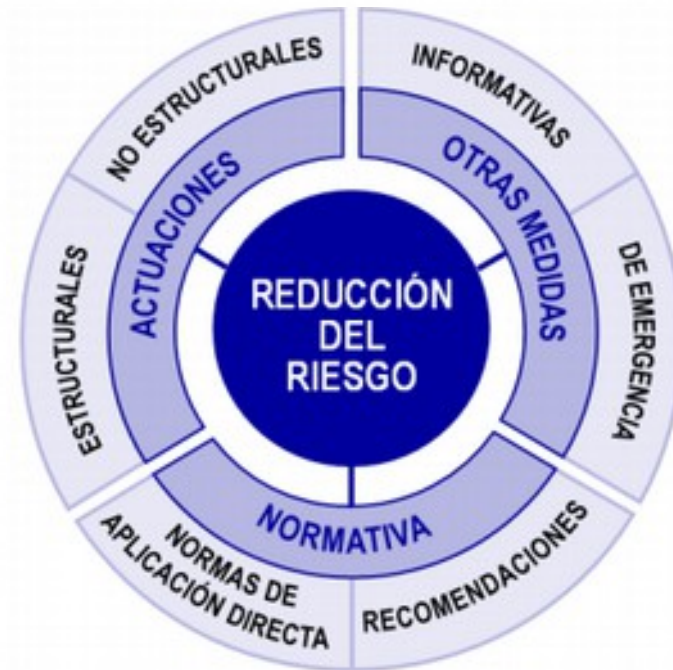 REDUCCIÓN
DEL
RIESGO
ACTUACIONES
NO ESTRUCTURALES
ESTRUCTURALES
OTRAS MEDIDAS
INFORMATIVAS
DE EMERGENCIA
NORMATIVA
NORMAS DE
APLICACIÓN DIRECTA
RECOMENDACIONES